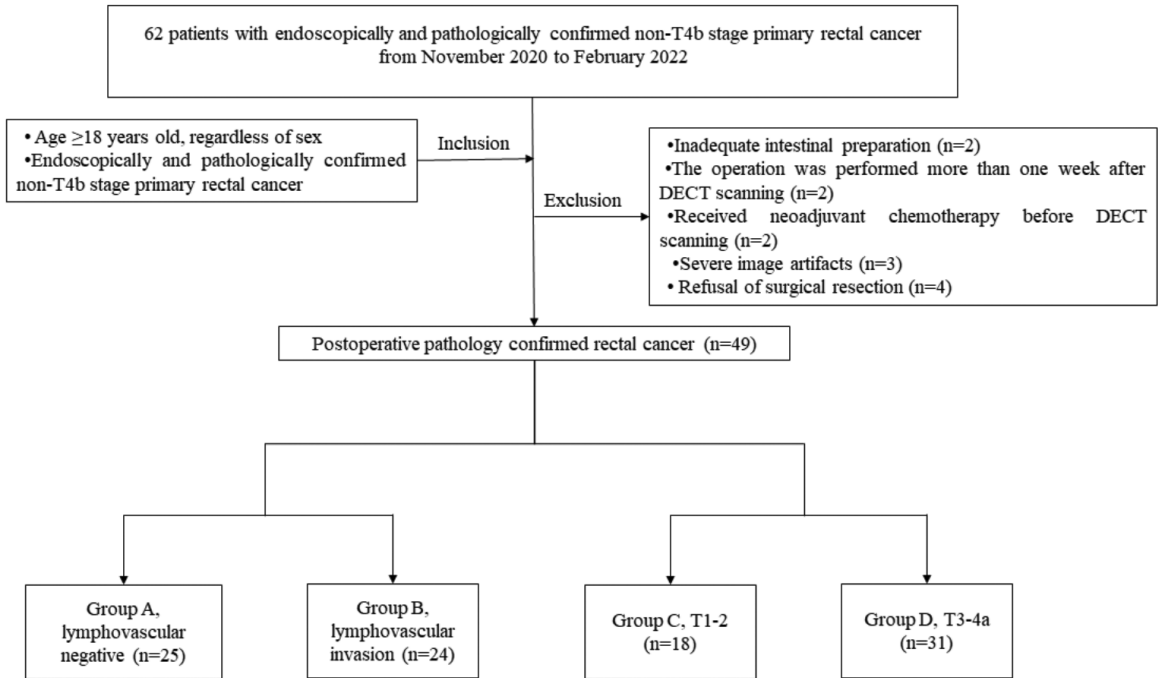 62 patients with endoscopically and pathologically confirmed non-T4b stage primary rectal cancer
from November 2020 to February 2022
• Age ≥18 years old, regardless of sex
•Endoscopically and pathologically confirmed
non-T4b stage primary rectal cancer
Inclusion
Exclusion
•Inadequate intestinal preparation (n=2)
•The operation was performed more than one week after
DECT scanning (n=2)
•Received neoadjuvant chemotherapy before DECT
scanning (n=2)
•Severe image artifacts (n=3)
• Refusal of surgical resection (n=4)
Postoperative pathology confirmed rectal cancer (n=49)
Group A,
lymphovascular
negative (n=25)
Group B,
lymphovascular
invasion (n=24)
Group C, T1-2
(n=18)
Group D, T3-4a
(n=31)